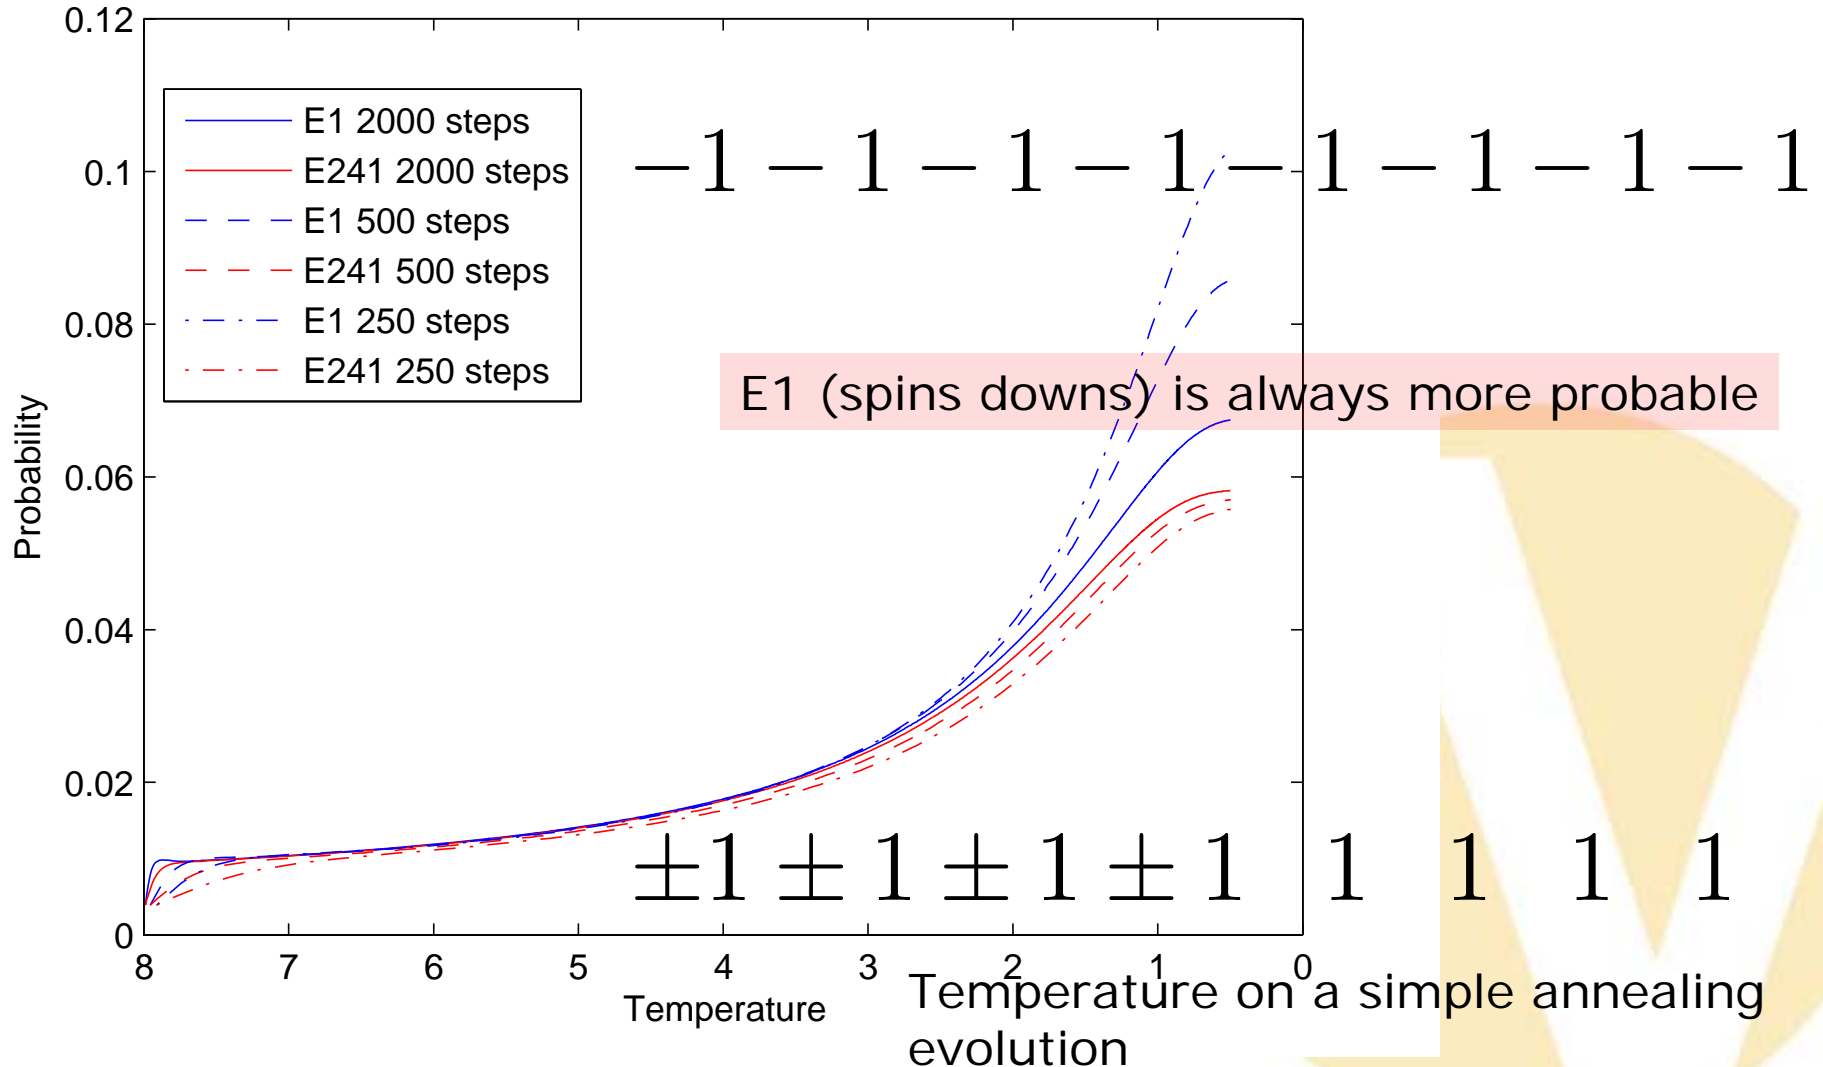 0.12
0.1
0.08
0.06
0.04
0.02
0
Probability
E1 2000 steps
E241 2000 steps
E1 500 steps
E241 500 steps
E1 250 steps
E241 250 steps
−1 − 1 − 1 − 1 − 1 − 1 − 1 − 1
E1 (spins downs) is always more probable
±1 ± 1 ± 1 ± 1 1 1 1 1
8 7 6 5 4 3 2 1 0
Temperature
Temperature on a simple annealing
evolution